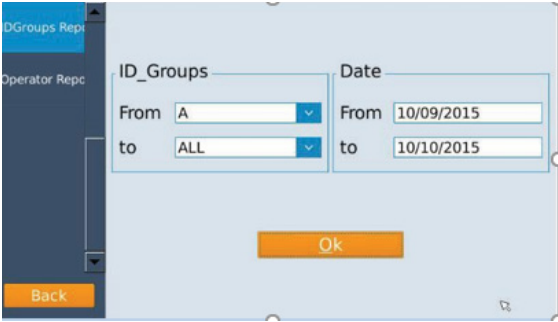 IDGroups Repo
Operator Repo
Back
ID_Groups
From A
to ALL
Date
From 10/09/2015
to 10/10/2015
Ok